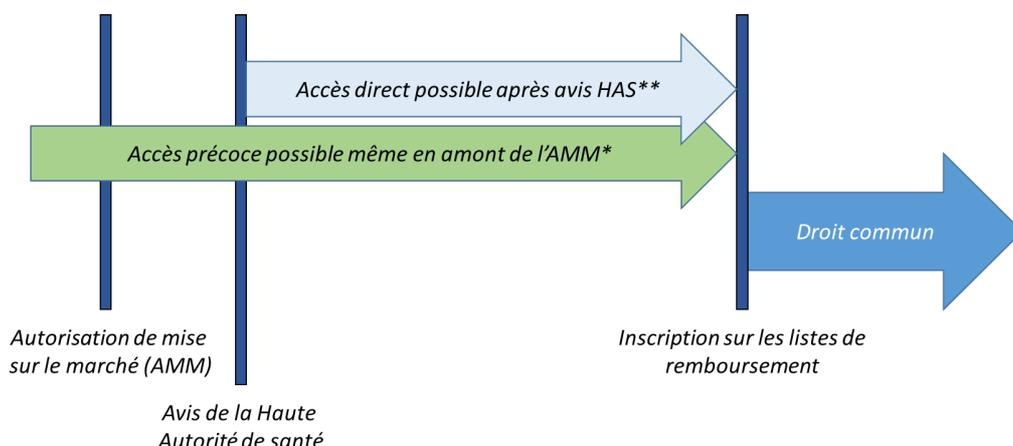 Accès direct possible après avis HAS**
Accès précoce possible même en amont de l’AMM*
Droit commun
Autorisation de mise
sur le marché (AMM)
Inscription sur les listes de
remboursement
Avis de la Haute
Autorité de santé